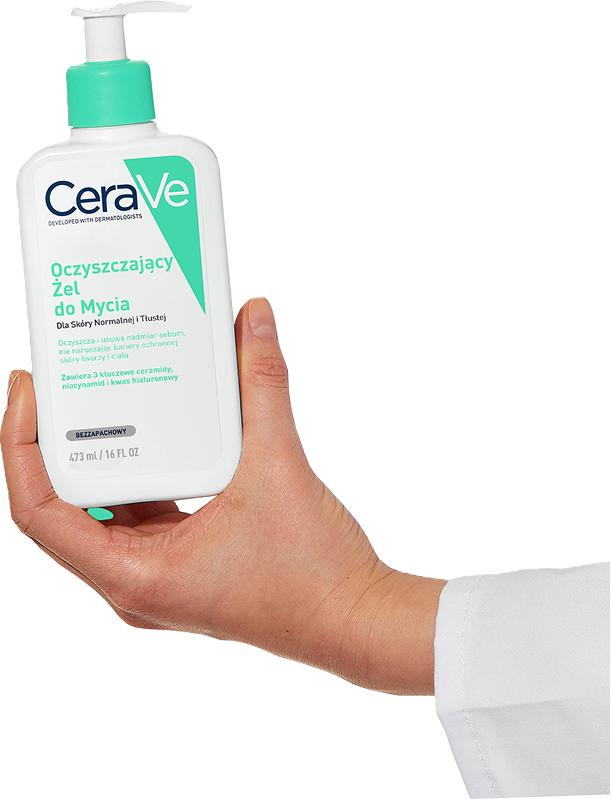 CeraVe
DEVELOPED WITH DERMATOLOGISTS
Oczyszczający
Żel
do Mycia
Dla Skóry Normalnej i Tłustej
Oczyszcza i usuwa nadmiar sebum,
nie naruszając bariery ochronnej
skóry twarzy i ciała
Zawiera 3 kluczowe ceramidy,
niacynamid i kwas hialuronowy
BEZZAPACHOWY
473 ml / 16 FL OZ